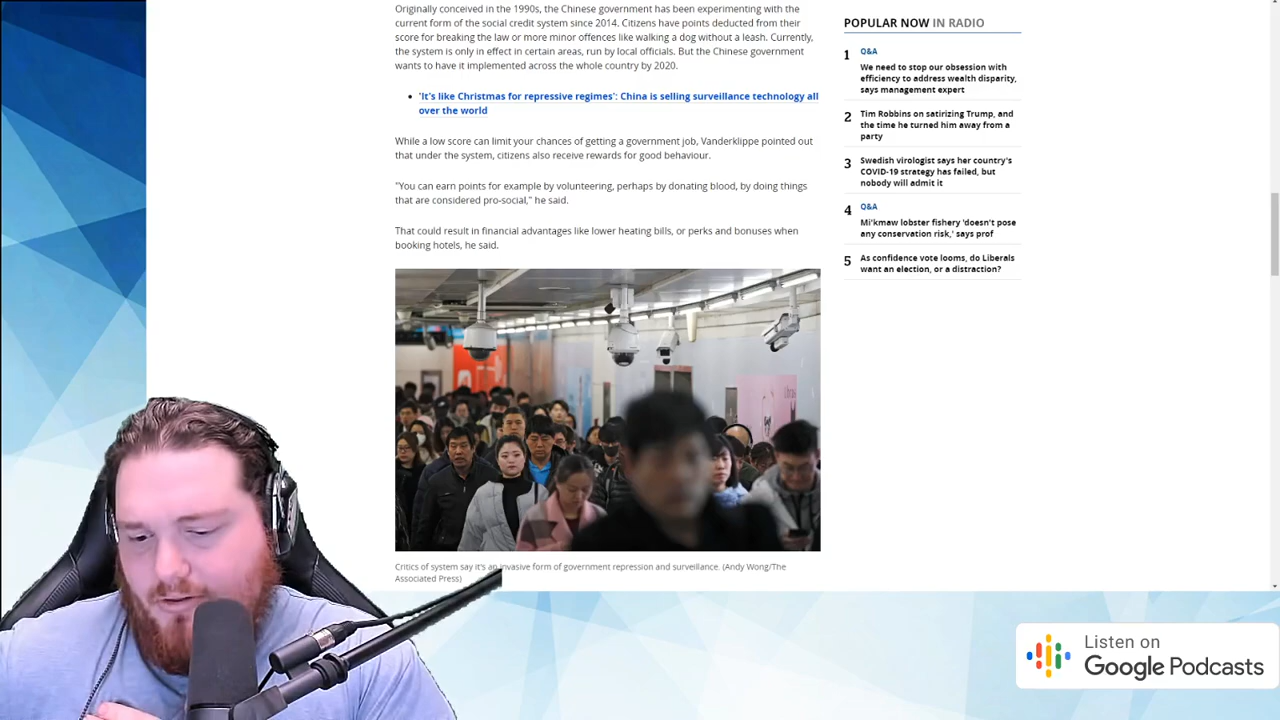 Originally conceived in the 1990s, the Chinese government has been experimenting with the
current form of the social credit system since 2014. Citizens have points deducted from their
score for breaking the law or more minor offences like walking a dog without a leash. Currently,
the system is only in effect in certain areas, run by local officials. But the Chinese government
wants to have it implemented across the whole country by 2020.
'It's like Christmas for repressive regimes': China is selling surveillance technology all
over the world
While a low score can limit your chances of getting a government job, Vanderklippe pointed out
that under the system, citizens also receive rewards for good behaviour.
"You can earn points for example by volunteering, perhaps by donating blood, by doing things
that are considered pro-social," he said.
That could result in financial advantages like lower heating bills, or perks and bonuses when
booking hotels, he said.
Critics of system say it's an invasive form of government repression and surveillance. (Andy Wong/The
Associated Press)
POPULAR NOW IN RADIO
1 Q&A
We need to stop our obsession with
efficiency to address wealth disparity,
says management expert
2 Tim Robbins on satirizing Trump, and
the time he turned him away from a
party
3 Swedish virologist says her country's
COVID-19 strategy has failed, but
nobody will admit it
4 Q&A
Mi'kmaw lobster fishery 'doesn't pose
any conservation risk,' says prof
5 As confidence vote looms, do Liberals
want an election, or a distraction?
Listen on
Google Podcasts